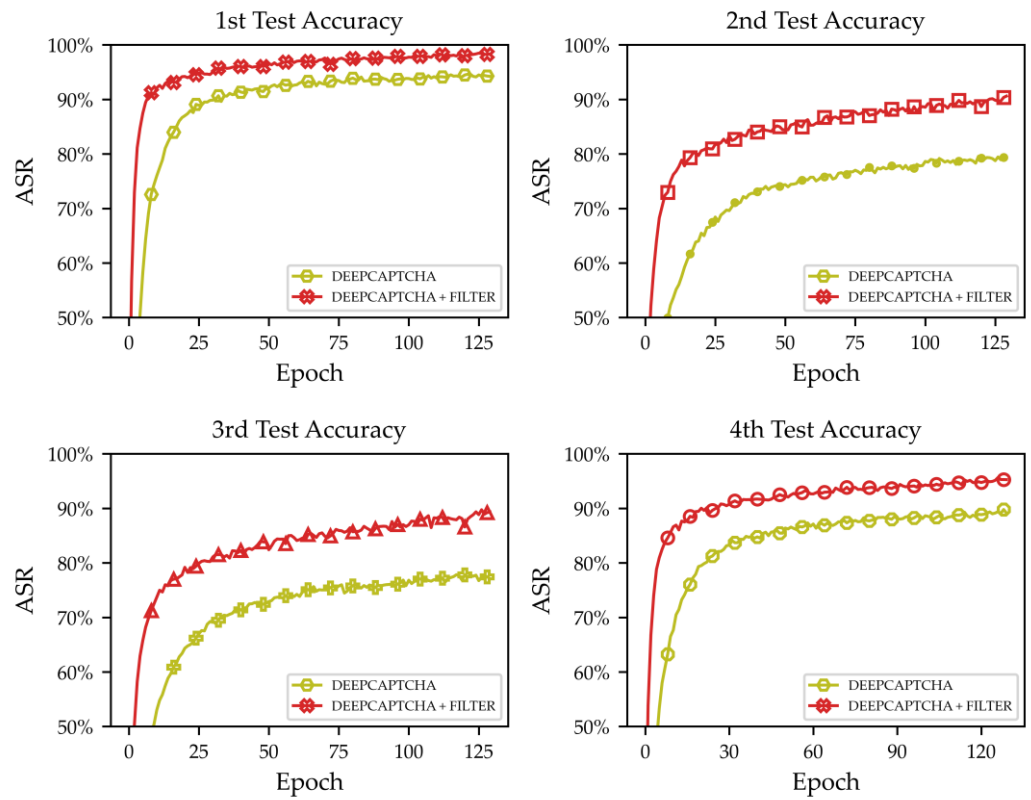 1st Test Accuracy
100%
90%
80%
70%
60%
50%
ASR
DEEPCAPTCHA
DEEPCAPTCHA + FILTER
0 25 50 75 100 125
Epoch
2nd Test Accuracy
100%
90%
80%
70%
60%
50%
ASR
DEEPCAPTCHA
DEEPCAPTCHA + FILTER
0 25 50 75 100 125
Epoch
3rd Test Accuracy
100%
90%
80%
70%
60%
50%
ASR
DEEPCAPTCHA
DEEPCAPTCHA + FILTER
0 25 50 75 100 125
Epoch
4th Test Accuracy
100%
90%
80%
70%
60%
50%
ASR
DEEPCAPTCHA
DEEPCAPTCHA + FILTER
0 30 60 90 120
Epoch